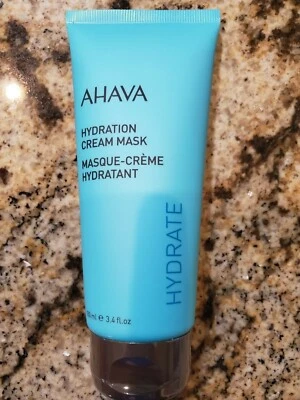 AHAVA
HYDRATION
CREAM MASK
MASQUE-CRÈME
HYDRATANT
HYDRATE
℮ 3.4 fl.oz